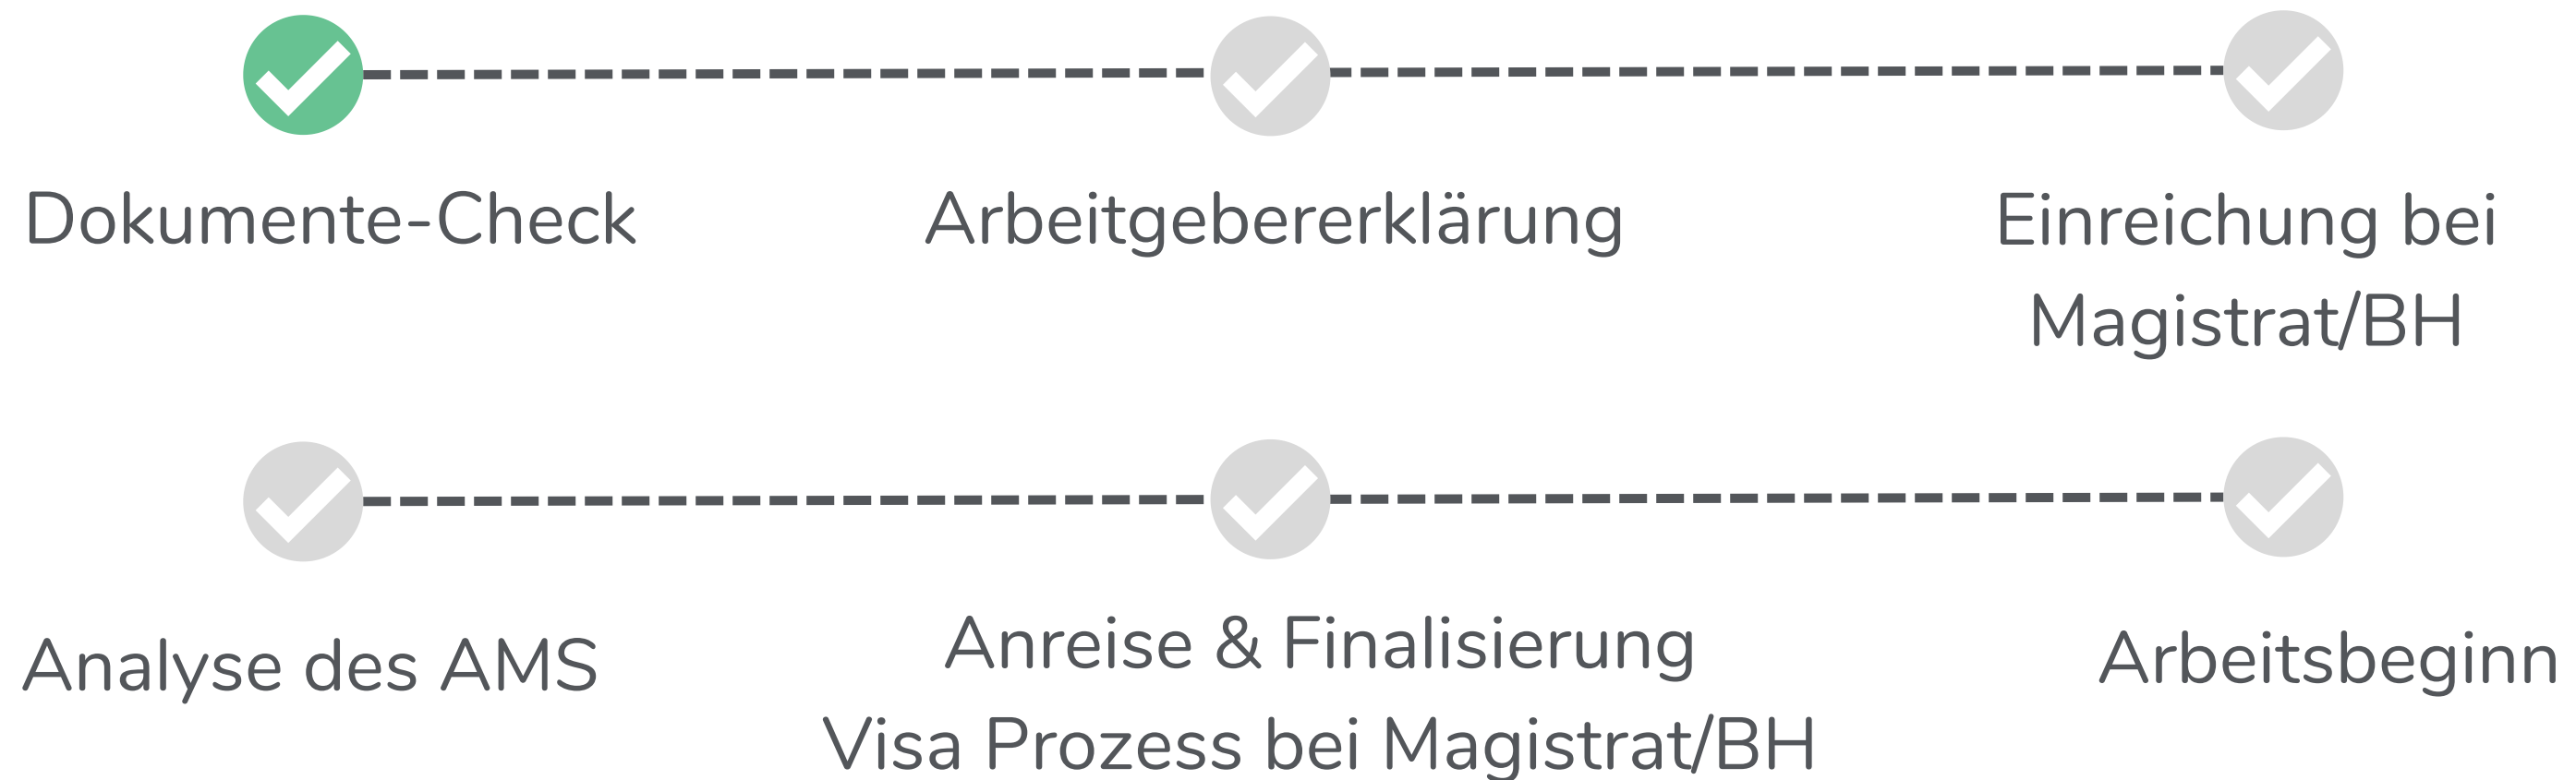 Dokumente-Check
Arbeitgebererklärung
Einreichung bei
Magistrat/BH
Analyse des AMS
Anreise & Finalisierung
Visa Prozess bei Magistrat/BH
Arbeitsbeginn